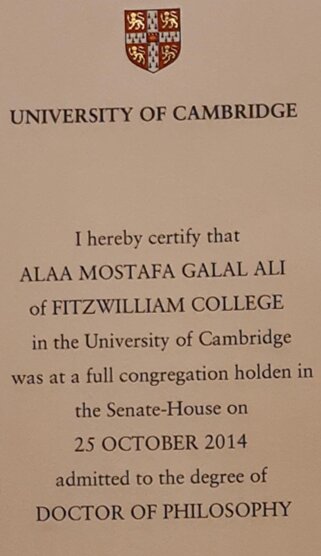 UNIVERSITY OF CAMBRIDGE
I hereby certify that
ALAA MOSTAFA GALAL ALI
of FITZWILLIAM COLLEGE
in the University of Cambridge
was at a full congregation holden in
the Senate-House on
25 OCTOBER 2014
admitted to the degree of
DOCTOR OF PHILOSOPHY